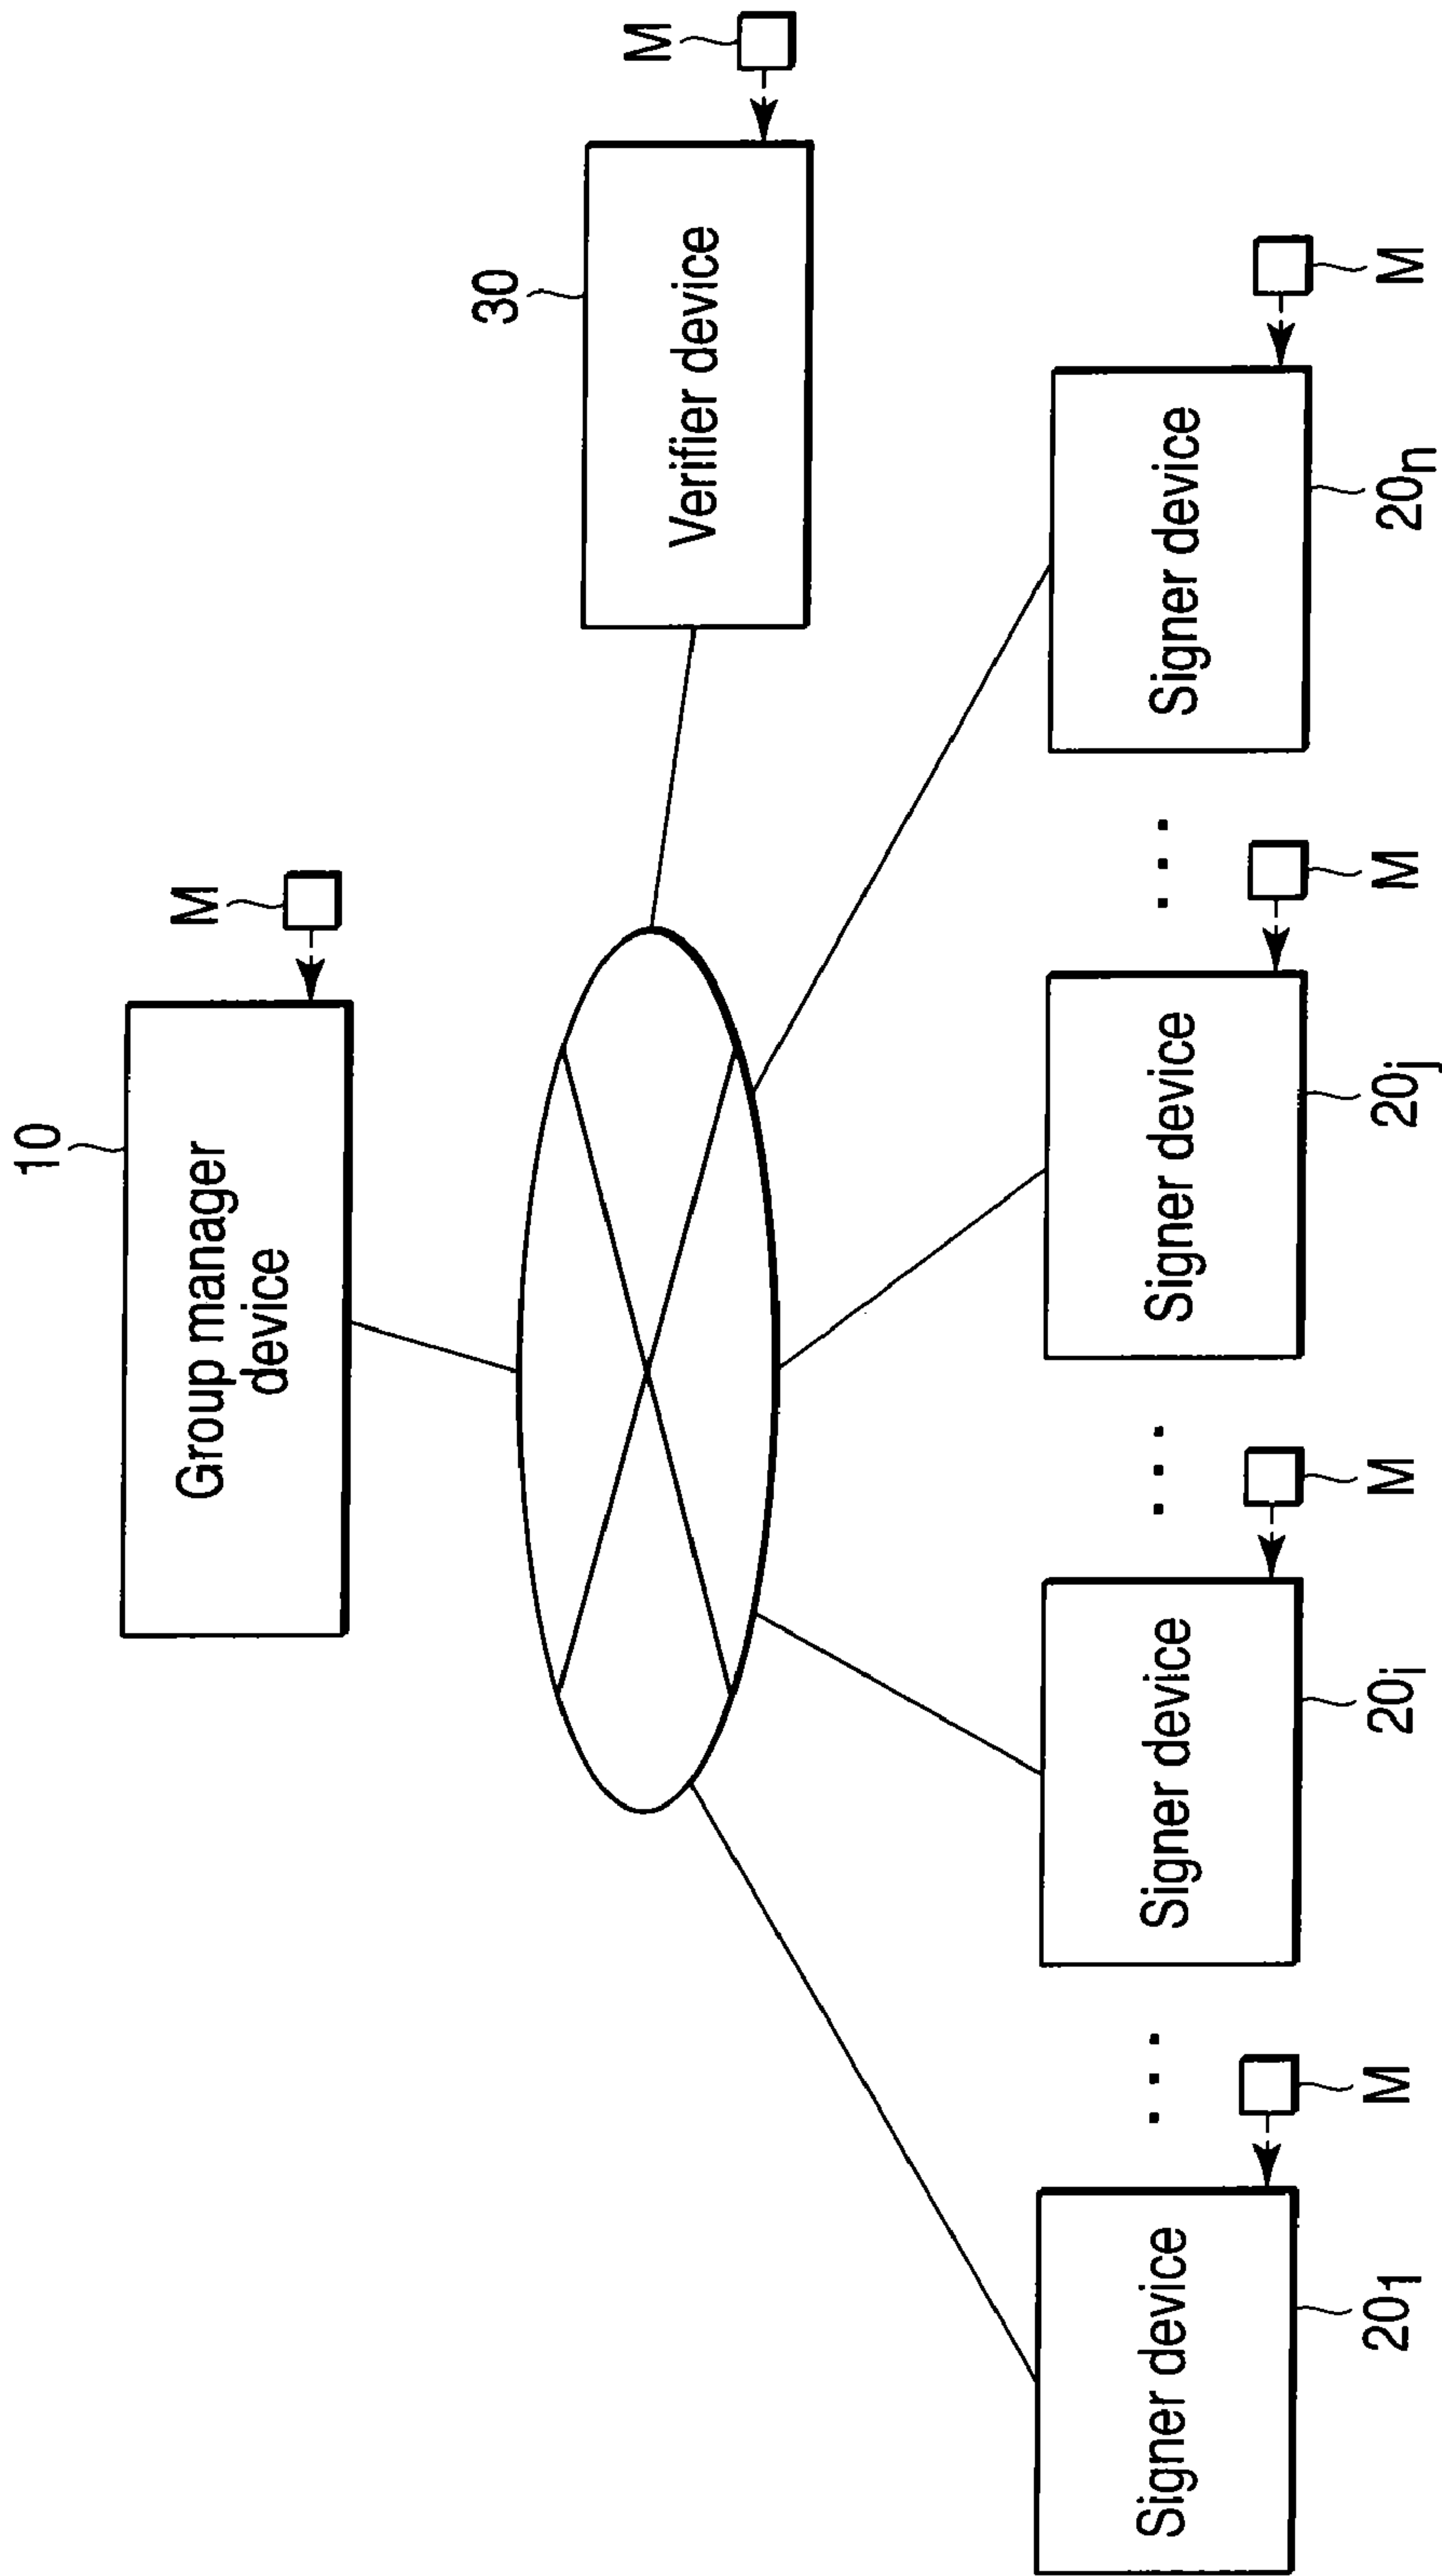 10
Group manager
device
M
30
Verifier device
M
Signer device
20₁
M
. . .
Signer device
20ᵢ
M
. . .
Signer device
20ⱼ
M
. . .
Signer device
20ₙ
M